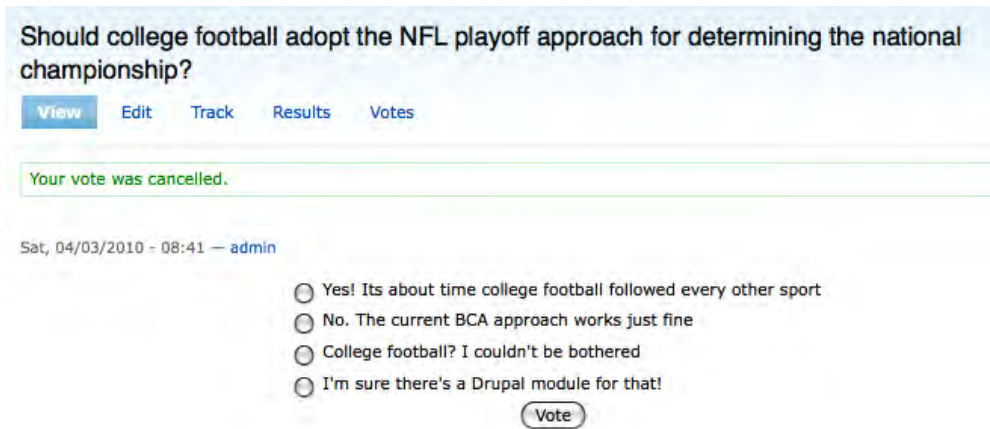 Should college football adopt the NFL playoff approach for determining the national
championship?
View Edit Track Results Votes
Your vote was cancelled.
Sat, 04/03/2010 - 08:41 — admin
Yes! Its about time college football followed every other sport
No. The current BCA approach works just fine
College football? I couldn't be bothered
I'm sure there's a Drupal module for that!
Vote